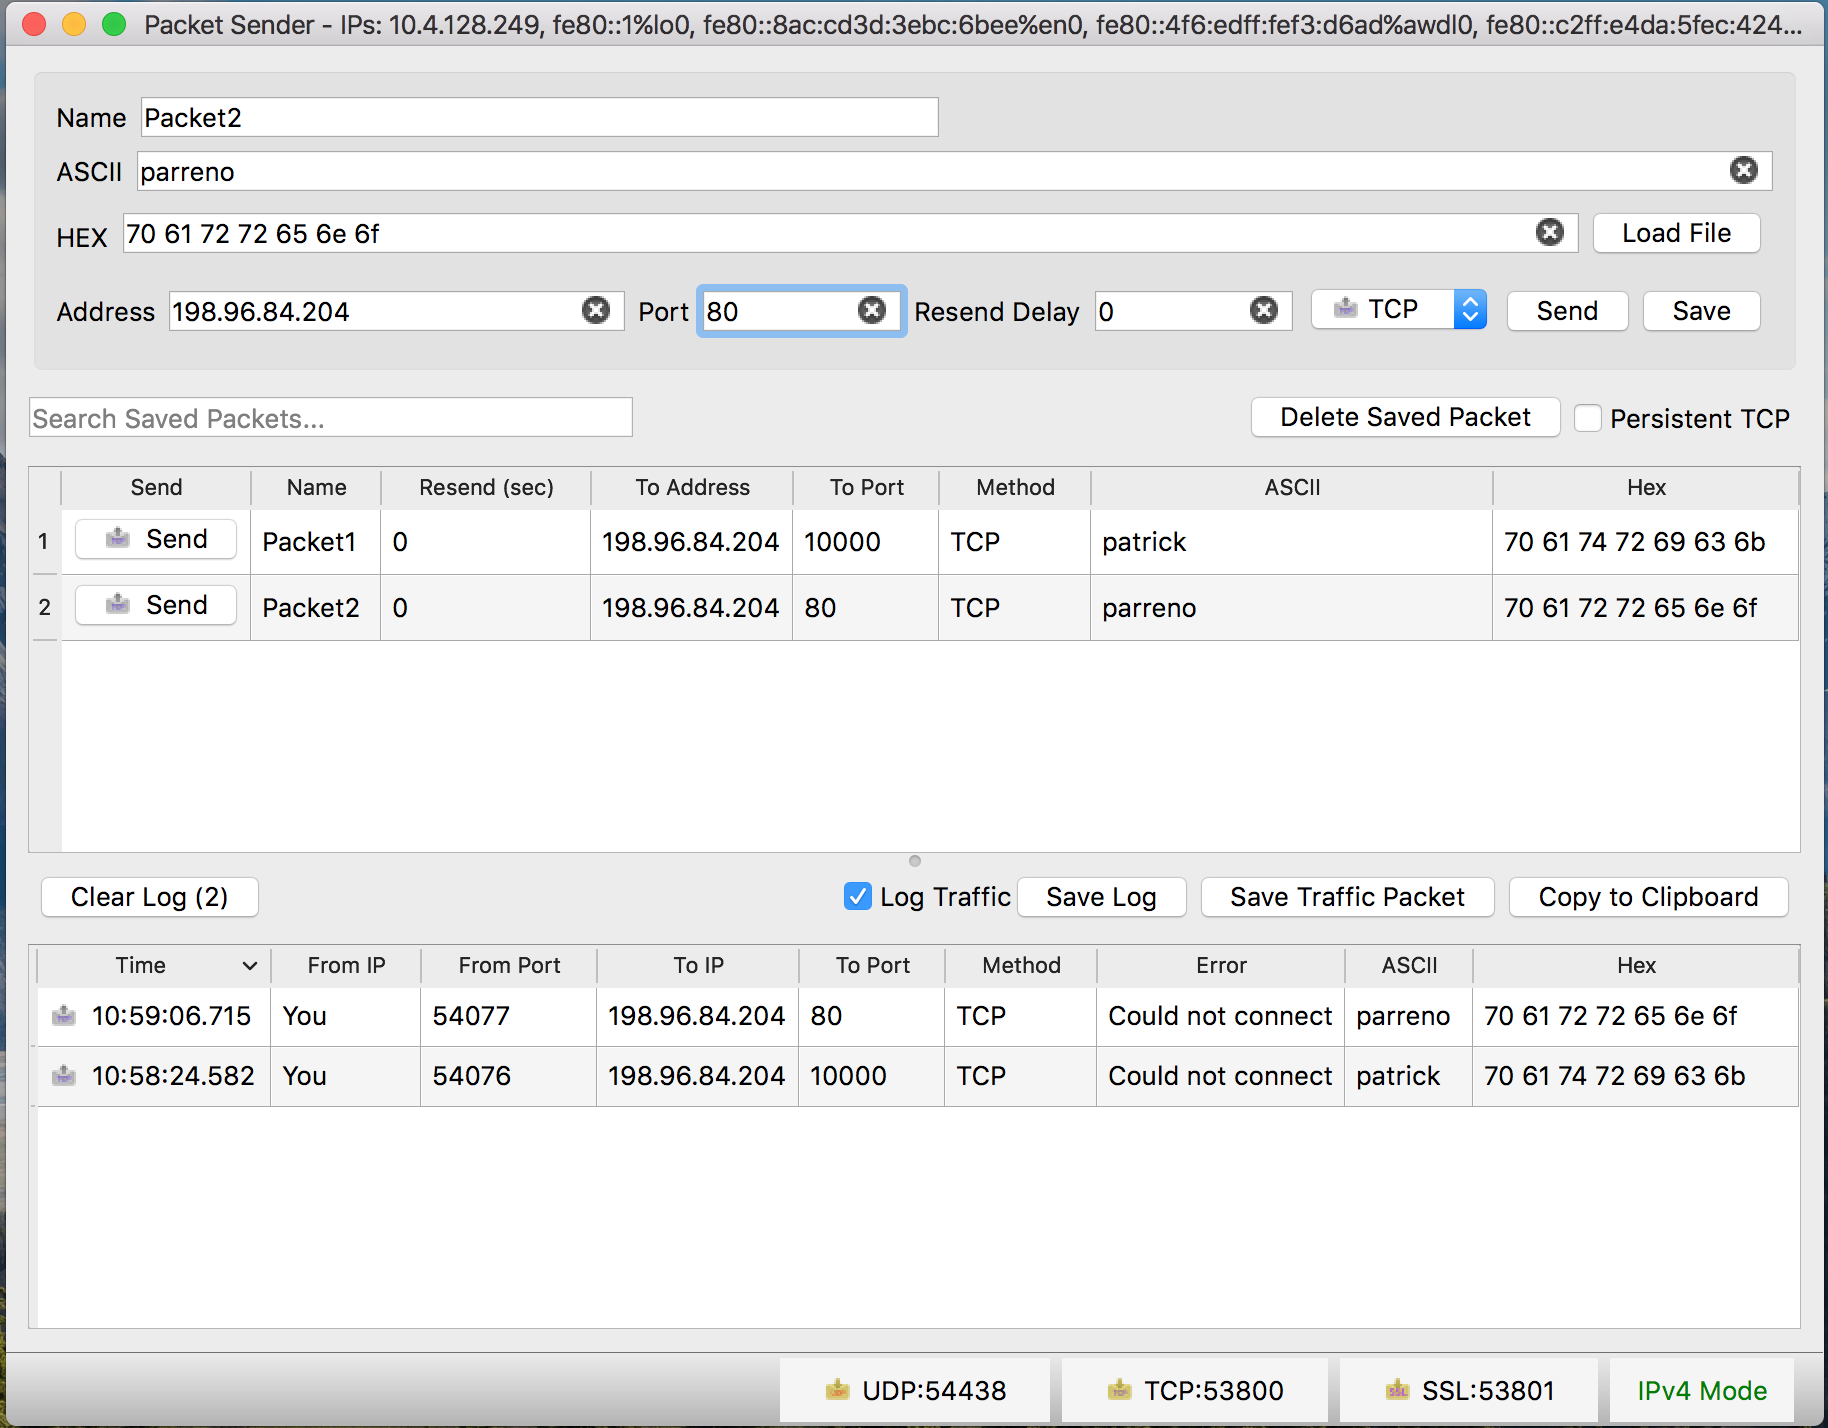 Packet Sender - IPs: 10.4.128.249, fe80::1%lo0, fe80::8ac:cd3d:3ebc:6bee%en0, fe80::4f6:edff:fef3:d6ad%awdl0, fe80::c2ff:e4da:5fec:424...
Name Packet2
ASCII parreno
HEX 70 61 72 72 65 6e 6f Load File
Address 198.96.84.204 Port 80 Resend Delay 0 TCP Send Save
Search Saved Packets... Delete Saved Packet Persistent TCP
Send Name Resend (sec) To Address To Port Method ASCII Hex
1 Send Packet1 0 198.96.84.204 10000 TCP patrick 70 61 74 72 69 63 6b
2 Send Packet2 0 198.96.84.204 80 TCP parreno 70 61 72 72 65 6e 6f
Clear Log (2) Log Traffic Save Log Save Traffic Packet Copy to Clipboard
Time From IP From Port To IP To Port Method Error ASCII Hex
10:59:06.715 You 54077 198.96.84.204 80 TCP Could not connect parreno 70 61 72 72 65 6e 6f
10:58:24.582 You 54076 198.96.84.204 10000 TCP Could not connect patrick 70 61 74 72 69 63 6b
UDP:54438 TCP:53800 SSL:53801 IPv4 Mode